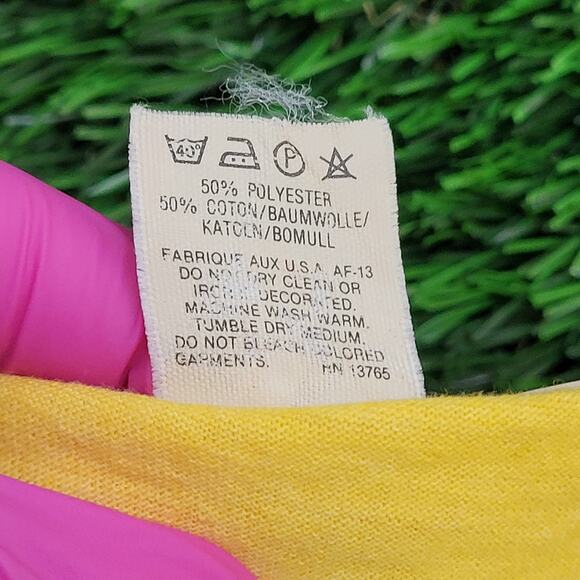 40°
P
50% POLYESTER
50% COTON/BAUMWOLLE/
KATOEN/BOMULL
FABRIQUE AUX U.S.A. AF-13
DO NOT DRY CLEAN OR
IRON IF DECORATED.
MACHINE WASH WARM.
TUMBLE DRY MEDIUM.
DO NOT BLEACH COLORED
GARMENTS. RN 13765